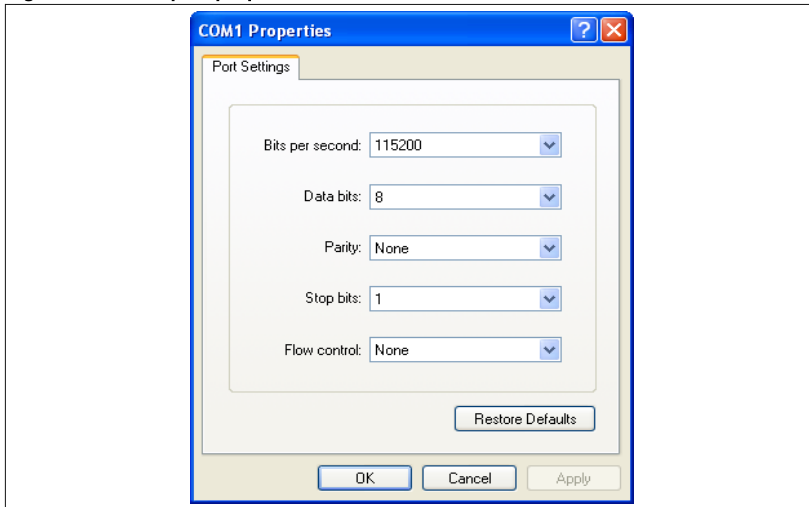 COM1 Properties
Port Settings
Bits per second: 115200
Data bits: 8
Parity: None
Stop bits: 1
Flow control: None
Restore Defaults
OK Cancel Apply